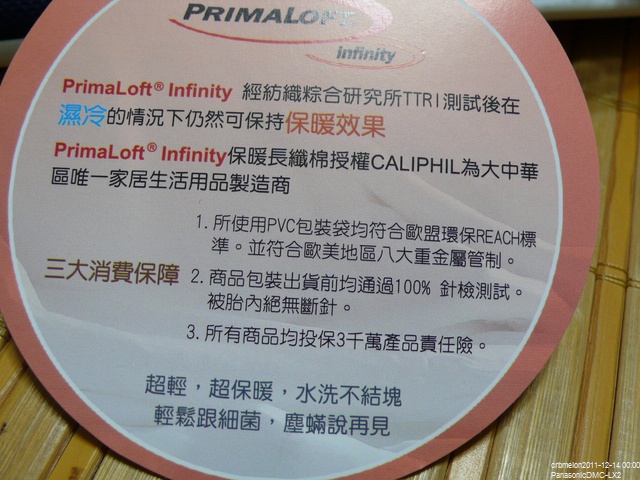 PRIMALOFT
infinity
PrimaLoft® Infinity 經紡織綜合研究所TTRI測試後在
濕冷的情況下仍然可保持保暖效果
PrimaLoft® Infinity保暖長纖棉授權CALIPHIL為大中華
區唯一家居生活用品製造商
三大消費保障
1. 所使用PVC包裝袋均符合歐盟環保REACH標
準。並符合歐美地區八大重金屬管制。
2. 商品包裝出貨前均通過100% 針檢測試。
被胎內絕無斷針。
3. 所有商品均投保3千萬產品責任險。
超輕，超保暖，水洗不結塊
輕鬆跟細菌，塵蟎說再見
orbmelon2011-12-14 00:00
PanasonicDMC-LX2